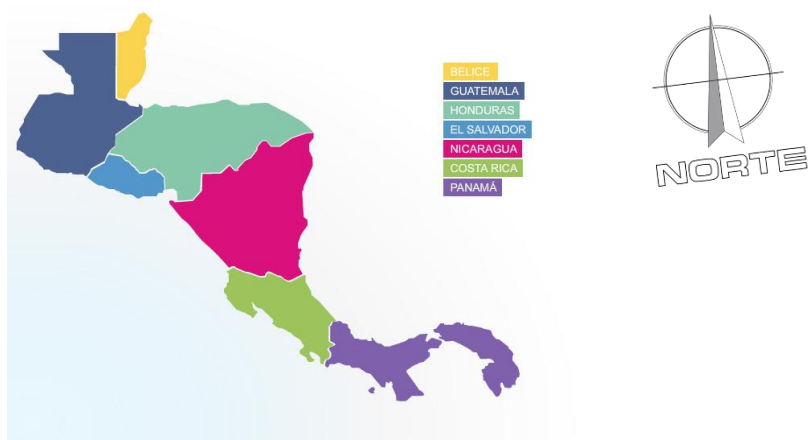 BELICE
GUATEMALA
HONDURAS
EL SALVADOR
NICARAGUA
COSTA RICA
PANAMÁ
NORTE